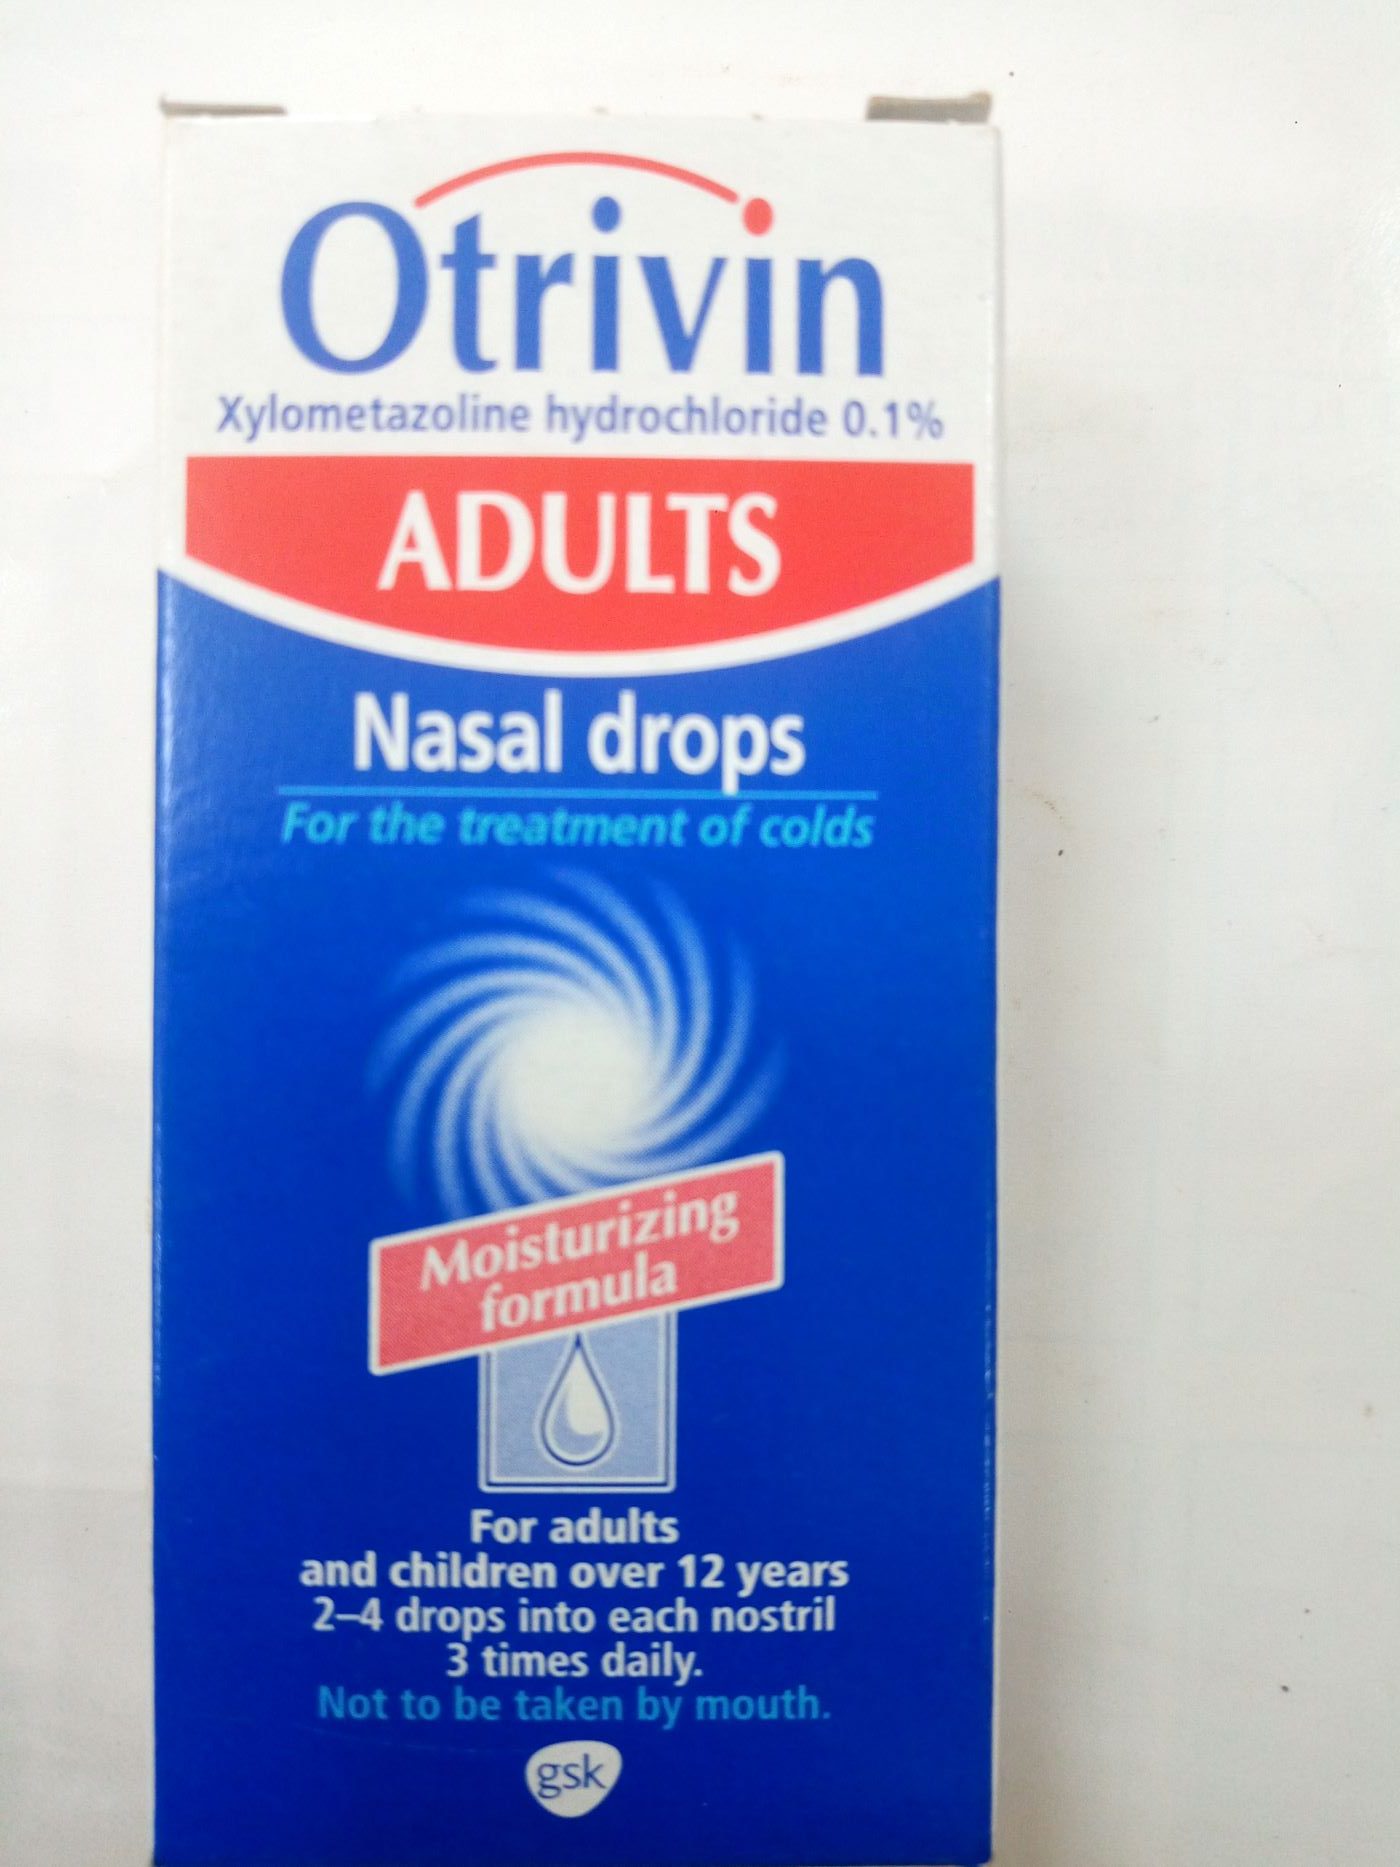 Otrivin
Xylometazoline hydrochloride 0.1%
ADULTS
Nasal drops
For the treatment of colds
Moisturizing
formula
For adults
and children over 12 years
2–4 drops into each nostril
3 times daily.
Not to be taken by mouth.
gsk